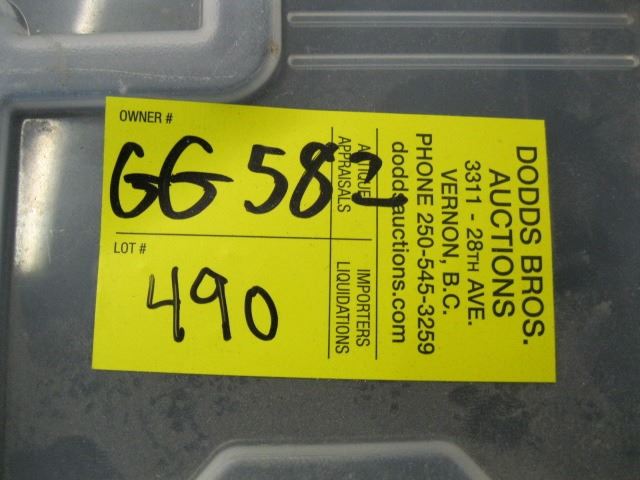 OWNER #
GG 582
LOT #
490
ANTIQUE
APPRAISALS
IMPORTERS
LIQUIDATIONS
DODDS BROS.
AUCTIONS
3311 - 28TH AVE.
VERNON, B.C.
PHONE 250-545-3259
doddsauctions.com